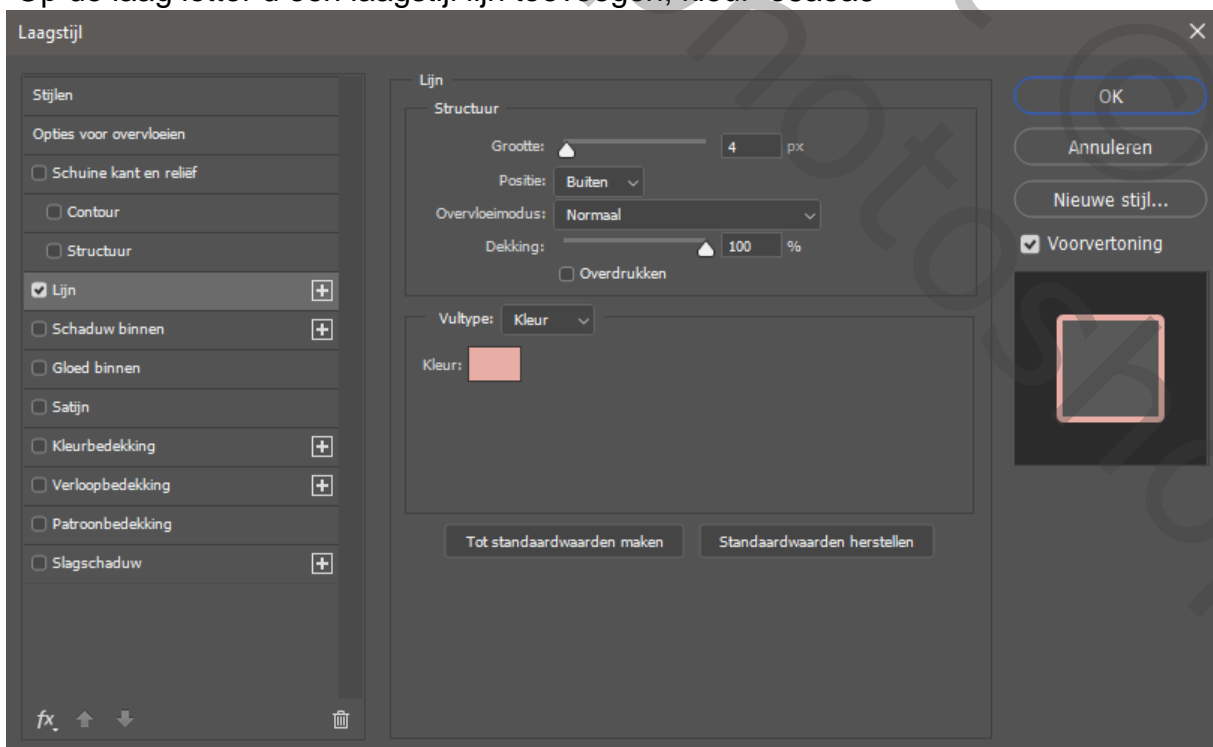 Laagstijl
Stijlen
Opties voor overvloeien
Schuine kant en reliëf
Contour
Structuur
Lijn
Schaduw binnen
Gloed binnen
Satijn
Kleurbedekking
Verloopbedekking
Patroonbedekking
Slagschaduw
fx
Lijn
Structuur
Grootte: 4 px
Positie: Buiten
Overvloeimodus: Normaal
Dekking: 100 %
Overdrukken
Vultype: Kleur
Kleur:
Tot standaardwaarden maken Standaardwaarden herstellen
OK
Annuleren
Nieuwe stijl...
Voorvertoning